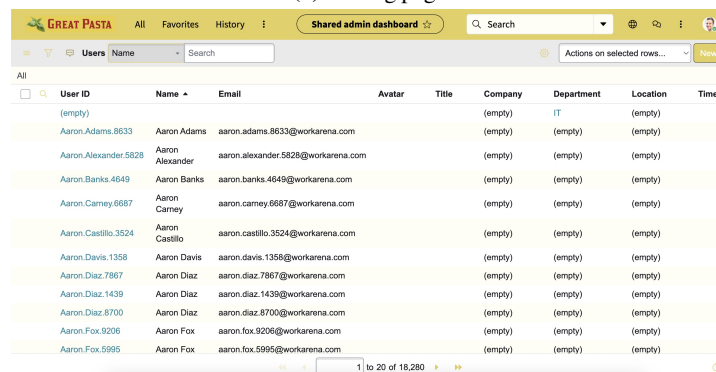 GREAT PASTA All Favorites History Shared admin dashboard ☆ Search
Users Name Search Actions on selected rows... New
All
User ID Name ▲ Email Avatar Title Company Department Location Time
(empty) (empty) IT (empty)
Aaron.Adams.8633 Aaron Adams aaron.adams.8633@workarena.com (empty) (empty) (empty)
Aaron.Alexander.5828 Aaron Alexander aaron.alexander.5828@workarena.com (empty) (empty) (empty)
Aaron.Banks.4649 Aaron Banks aaron.banks.4649@workarena.com (empty) (empty) (empty)
Aaron.Carney.6687 Aaron Carney aaron.carney.6687@workarena.com (empty) (empty) (empty)
Aaron.Castillo.3524 Aaron Castillo aaron.castillo.3524@workarena.com (empty) (empty) (empty)
Aaron.Davis.1358 Aaron Davis aaron.davis.1358@workarena.com (empty) (empty) (empty)
Aaron.Diaz.7867 Aaron Diaz aaron.diaz.7867@workarena.com (empty) (empty) (empty)
Aaron.Diaz.1439 Aaron Diaz aaron.diaz.1439@workarena.com (empty) (empty) (empty)
Aaron.Diaz.8700 Aaron Diaz aaron.diaz.8700@workarena.com (empty) (empty) (empty)
Aaron.Fox.9206 Aaron Fox aaron.fox.9206@workarena.com (empty) (empty) (empty)
Aaron.Fox.5995 Aaron Fox aaron.fox.5995@workarena.com (empty) (empty) (empty)
1 to 20 of 18,280